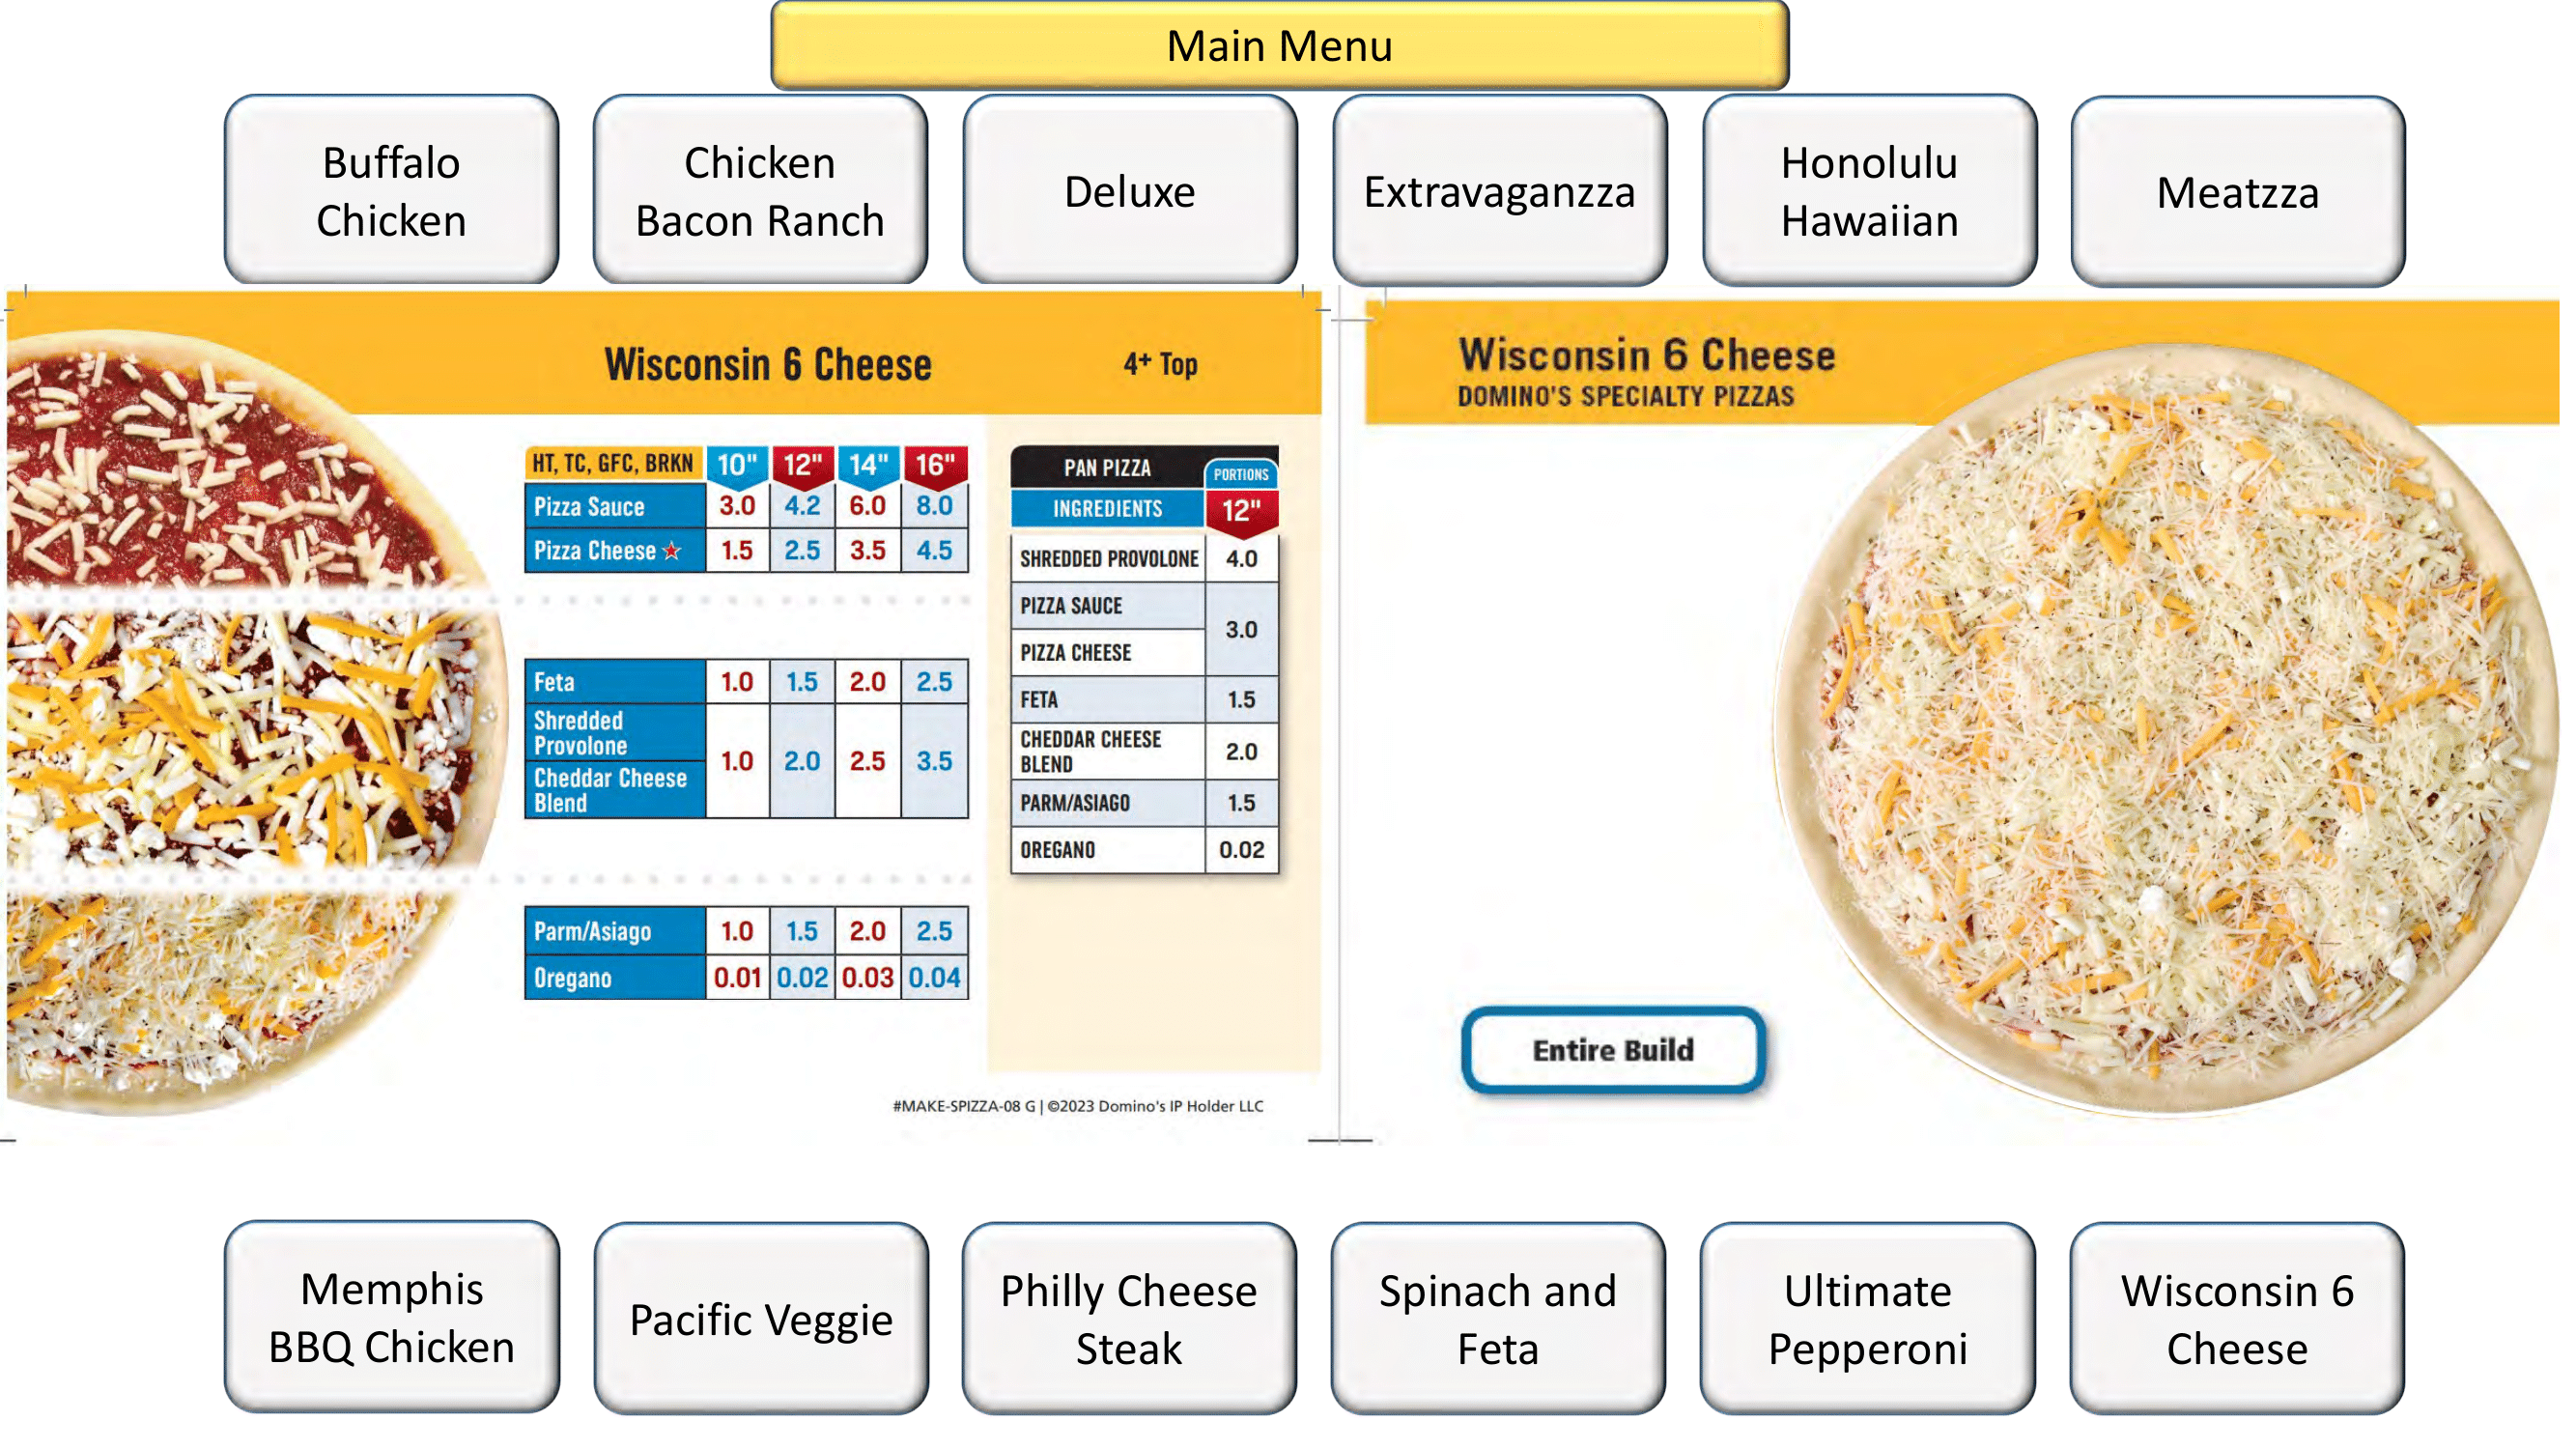 Main Menu
Buffalo
Chicken
Chicken
Bacon Ranch
Deluxe
Extravaganzza
Honolulu
Hawaiian
Meatzza
Wisconsin 6 Cheese
4+ Top
HT, TC, GFC, BRKN 10" 12" 14" 16"
Pizza Sauce 3.0 4.2 6.0 8.0
Pizza Cheese ★ 1.5 2.5 3.5 4.5
Feta 1.0 1.5 2.0 2.5
Shredded
Provolone
1.0 2.0 2.5 3.5
Cheddar Cheese
Blend
Parm/Asiago 1.0 1.5 2.0 2.5
Oregano 0.01 0.02 0.03 0.04
PAN PIZZA PORTIONS
INGREDIENTS 12"
SHREDDED PROVOLONE 4.0
PIZZA SAUCE
3.0
PIZZA CHEESE
FETA 1.5
CHEDDAR CHEESE
BLEND 2.0
PARM/ASIAGO 1.5
OREGANO 0.02
#MAKE-SPIZZA-08 G | ©2023 Domino's IP Holder LLC
Wisconsin 6 Cheese
DOMINO'S SPECIALTY PIZZAS
Entire Build
Memphis
BBQ Chicken
Pacific Veggie
Philly Cheese
Steak
Spinach and
Feta
Ultimate
Pepperoni
Wisconsin 6
Cheese